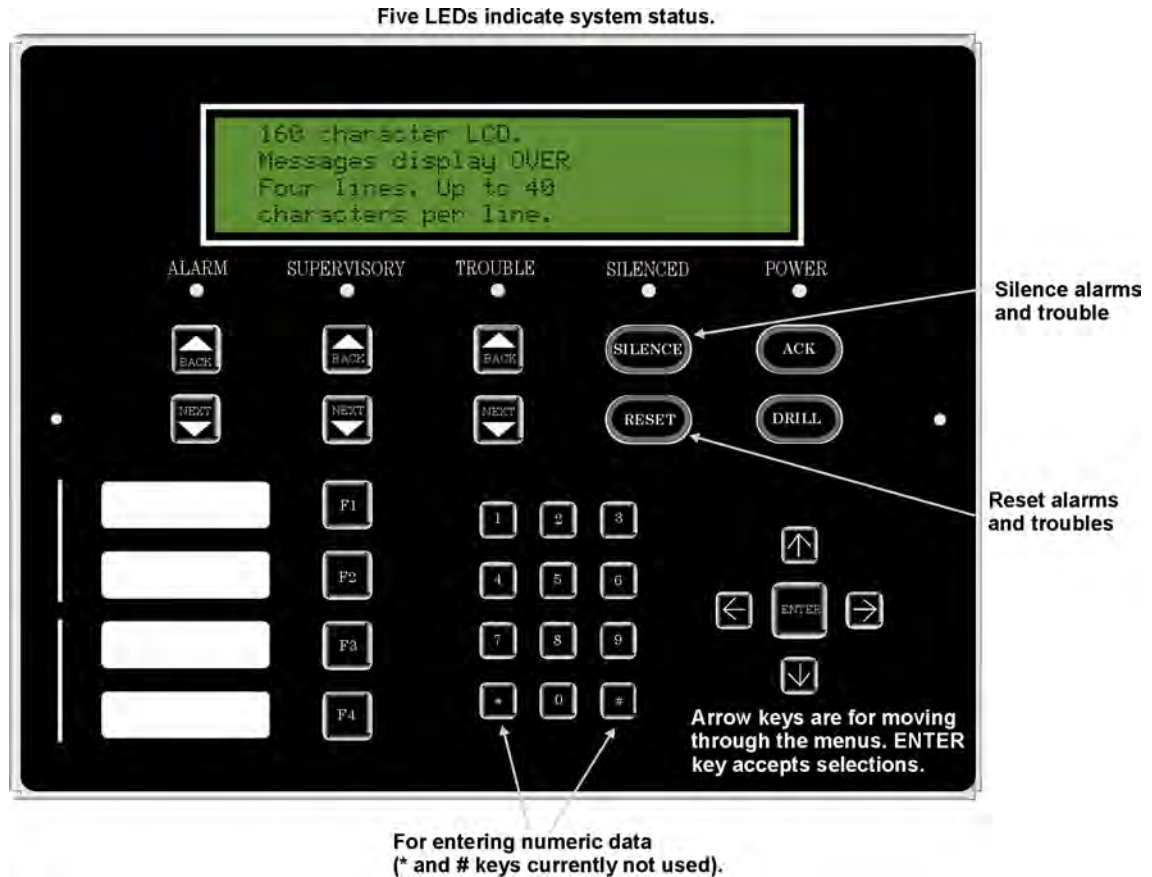 Five LEDs indicate system status.
160 character LCD.
Messages display OVER
Four lines. Up to 40
characters per line.
ALARM SUPERVISORY TROUBLE SILENCED POWER
Silence alarms
and trouble
BACK BACK BACK SILENCE ACK
NEXT NEXT NEXT RESET DRILL
Reset alarms
and troubles
F1 1 2 3
F2 4 5 6
ENTER
F3 7 8 9
F4 * 0 #
Arrow keys are for moving
through the menus. ENTER
key accepts selections.
For entering numeric data
(* and # keys currently not used).